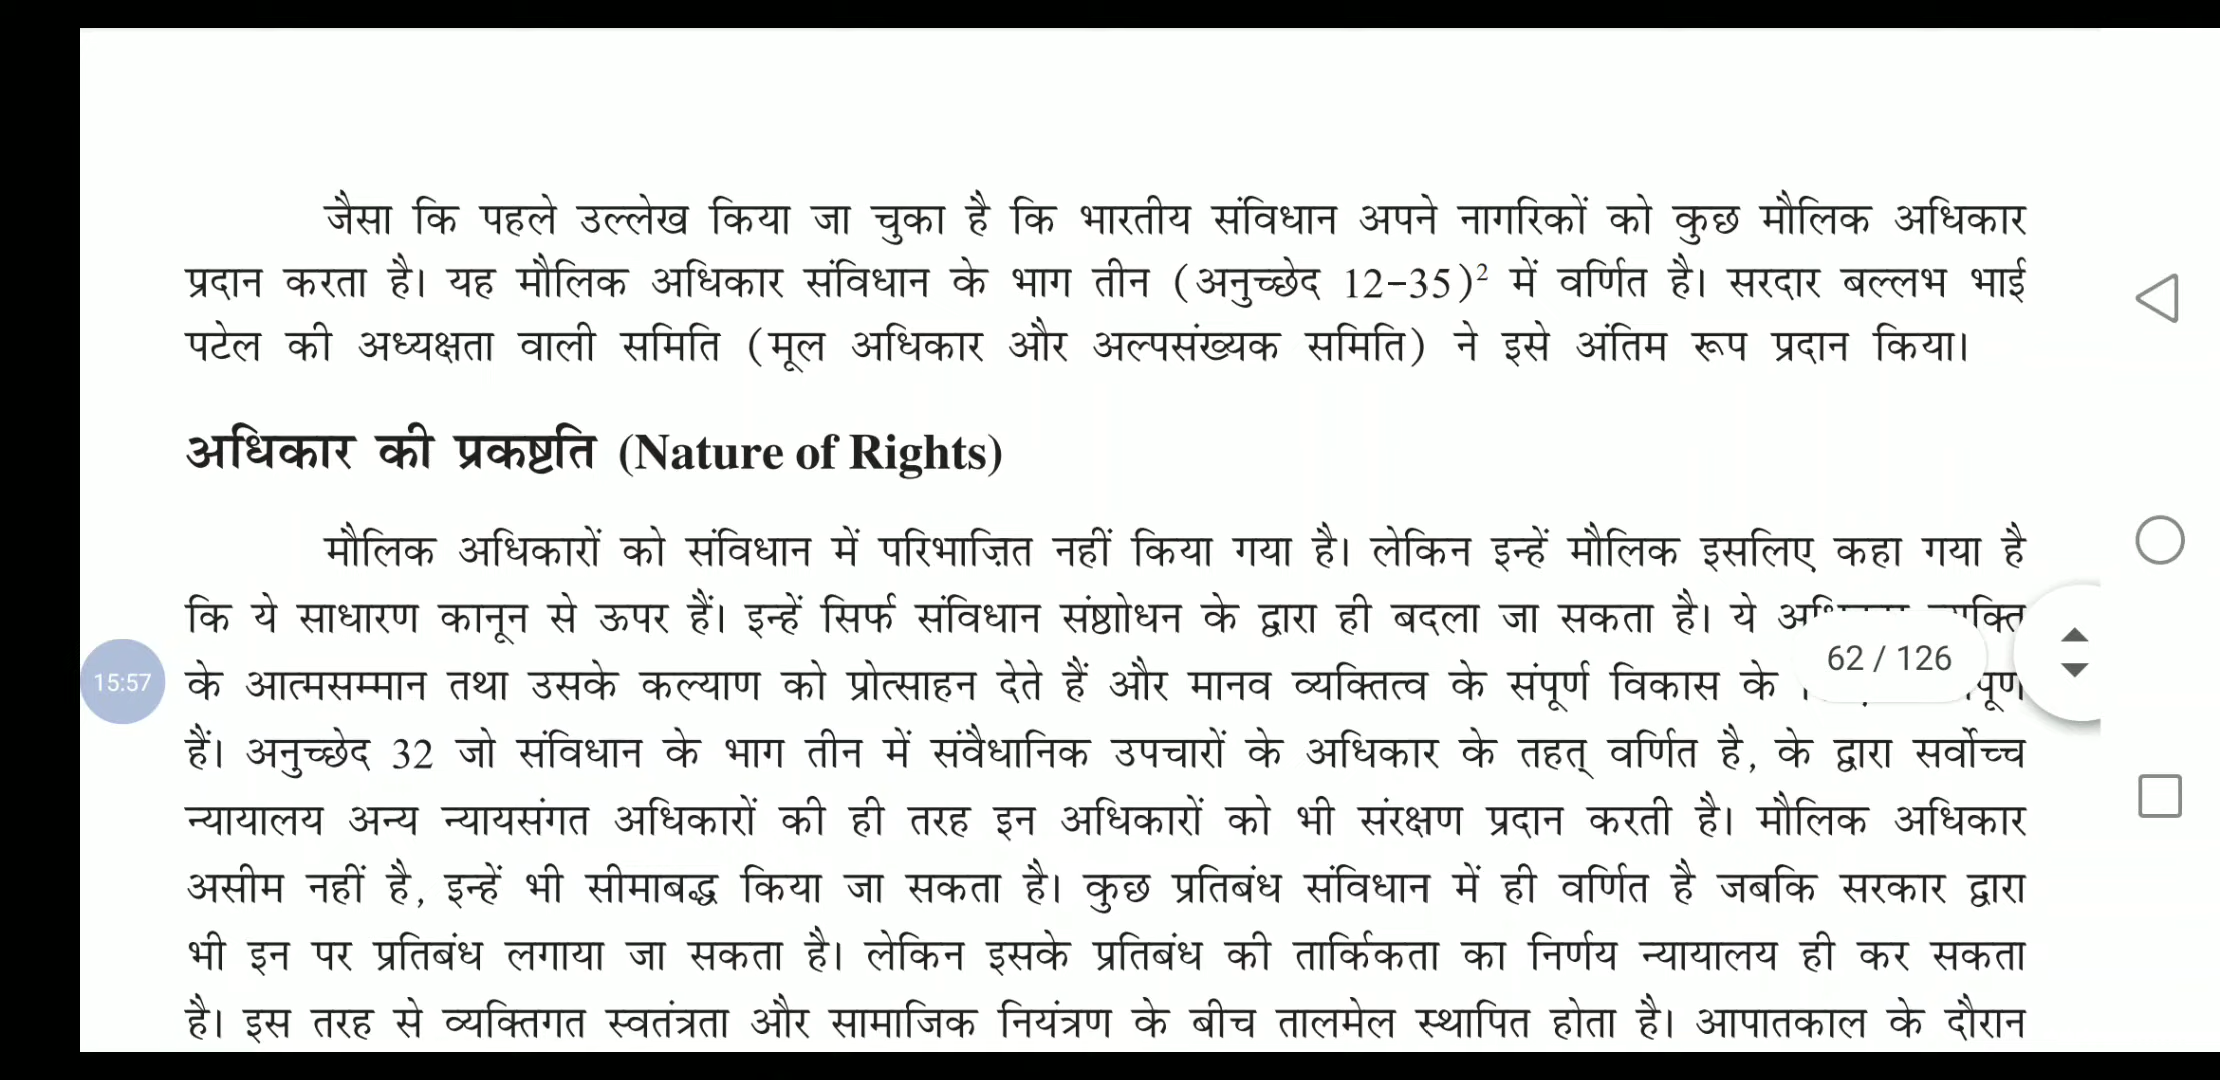 जैसा कि पहले उल्लेख किया जा चुका है कि भारतीय संविधान अपने नागरिकों को कुछ मौलिक अधिकार
प्रदान करता है। यह मौलिक अधिकार संविधान के भाग तीन (अनुच्छेद 12-35)² में वर्णित है। सरदार बल्लभ भाई
पटेल की अध्यक्षता वाली समिति (मूल अधिकार और अल्पसंख्यक समिति) ने इसे अंतिम रूप प्रदान किया।
अधिकार की प्रकष्टति (Nature of Rights)
मौलिक अधिकारों को संविधान में परिभाज़ित नहीं किया गया है। लेकिन इन्हें मौलिक इसलिए कहा गया है
कि ये साधारण कानून से ऊपर हैं। इन्हें सिर्फ संविधान संष्ठाोधन के द्वारा ही बदला जा सकता है। ये
62 / 126
15:57
के आत्मसम्मान तथा उसके कल्याण को प्रोत्साहन देते हैं और मानव व्यक्तित्व के संपूर्ण विकास के
हैं। अनुच्छेद 32 जो संविधान के भाग तीन में संवैधानिक उपचारों के अधिकार के तहत् वर्णित है, के द्वारा सर्वोच्च
न्यायालय अन्य न्यायसंगत अधिकारों की ही तरह इन अधिकारों को भी संरक्षण प्रदान करती है। मौलिक अधिकार
असीम नहीं है, इन्हें भी सीमाबद्ध किया जा सकता है। कुछ प्रतिबंध संविधान में ही वर्णित है जबकि सरकार द्वारा
भी इन पर प्रतिबंध लगाया जा सकता है। लेकिन इसके प्रतिबंध की तार्किकता का निर्णय न्यायालय ही कर सकता
है। इस तरह से व्यक्तिगत स्वतंत्रता और सामाजिक नियंत्रण के बीच तालमेल स्थापित होता है। आपातकाल के दौरान